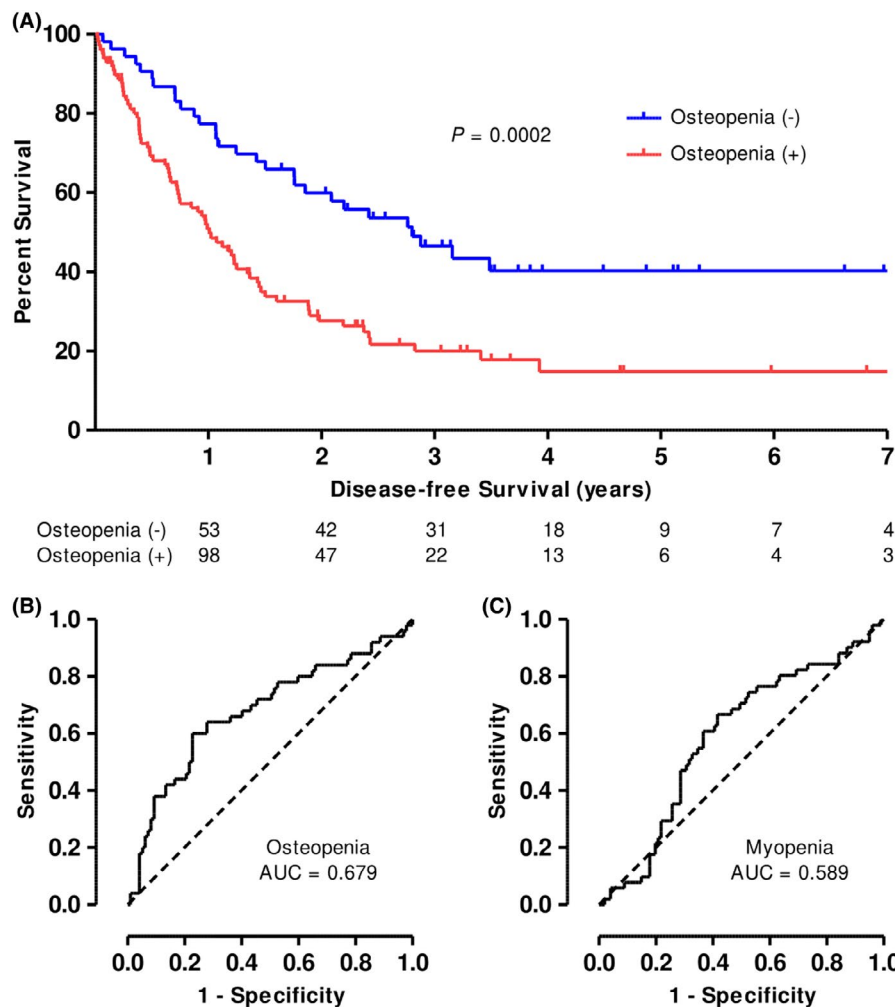 (A)
100
80
60
40
20
0
Percent Survival
P = 0.0002
Osteopenia (-)
Osteopenia (+)
1 2 3 4 5 6 7
Disease-free Survival (years)
Osteopenia (-) 53 42 31 18 9 7 4
Osteopenia (+) 98 47 22 13 6 4 3
(B)
1.0
0.8
0.6
0.4
0.2
0.0
Sensitivity
Osteopenia
AUC = 0.679
0.0 0.2 0.4 0.6 0.8 1.0
1 - Specificity
(C)
1.0
0.8
0.6
0.4
0.2
0.0
Sensitivity
Myopenia
AUC = 0.589
0.0 0.2 0.4 0.6 0.8 1.0
1 - Specificity